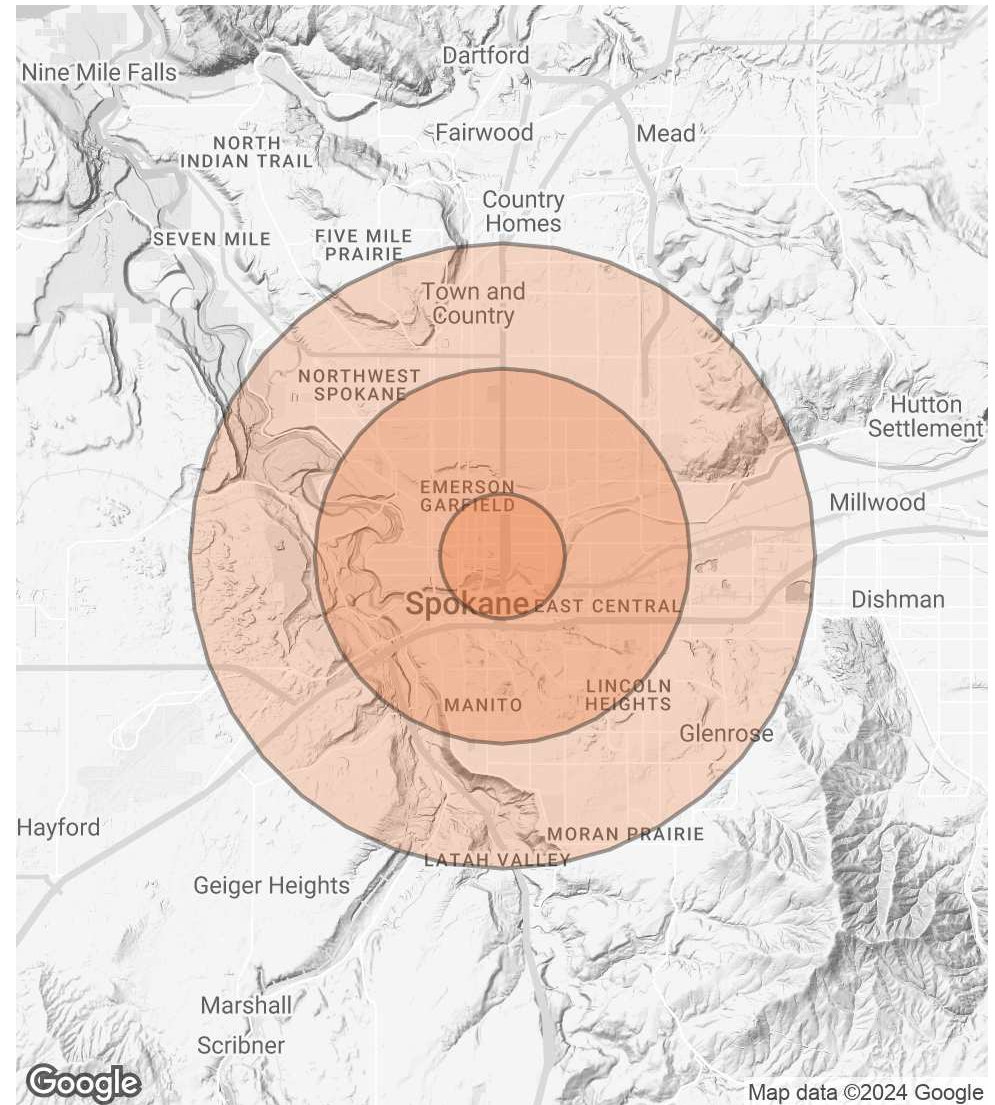 Dartford
Nine Mile Falls
Fairwood
Mead
NORTH
INDIAN TRAIL
Country
Homes
SEVEN MILE
FIVE MILE
PRAIRIE
Town and
Country
NORTHWEST
SPOKANE
Hutton
Settlement
EMERSON
GARFIELD
Millwood
Spokane
EAST CENTRAL
Dishman
LINCOLN
HEIGHTS
MANITO
Glenrose
Hayford
MORAN PRAIRIE
LATAH VALLEY
Geiger Heights
Marshall
Scribner
Google
Map data ©2024 Google